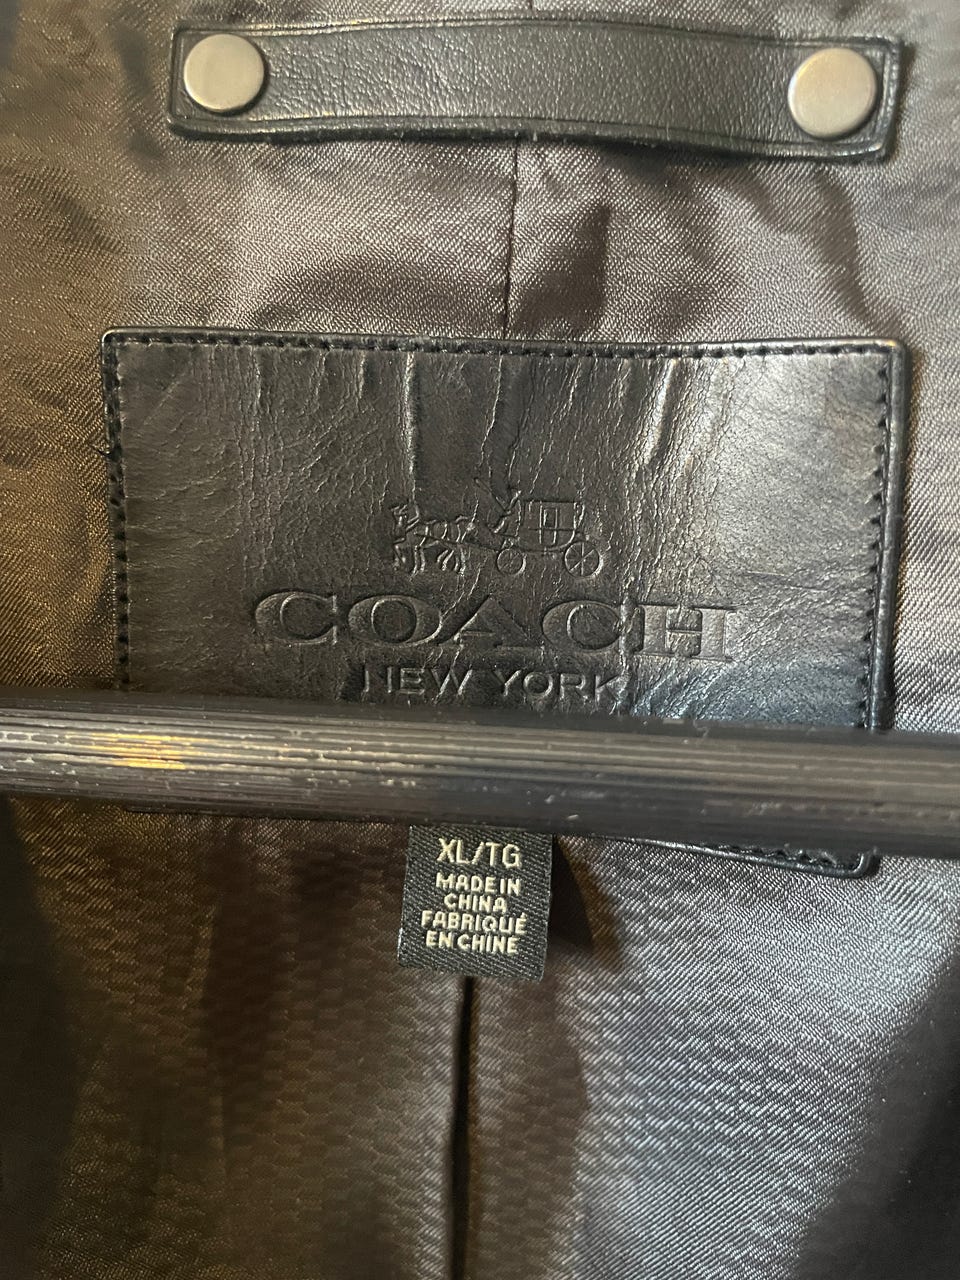 COACH
NEW YORK
XL/TG
MADE IN
CHINA
FABRIQUÉ
EN CHINE